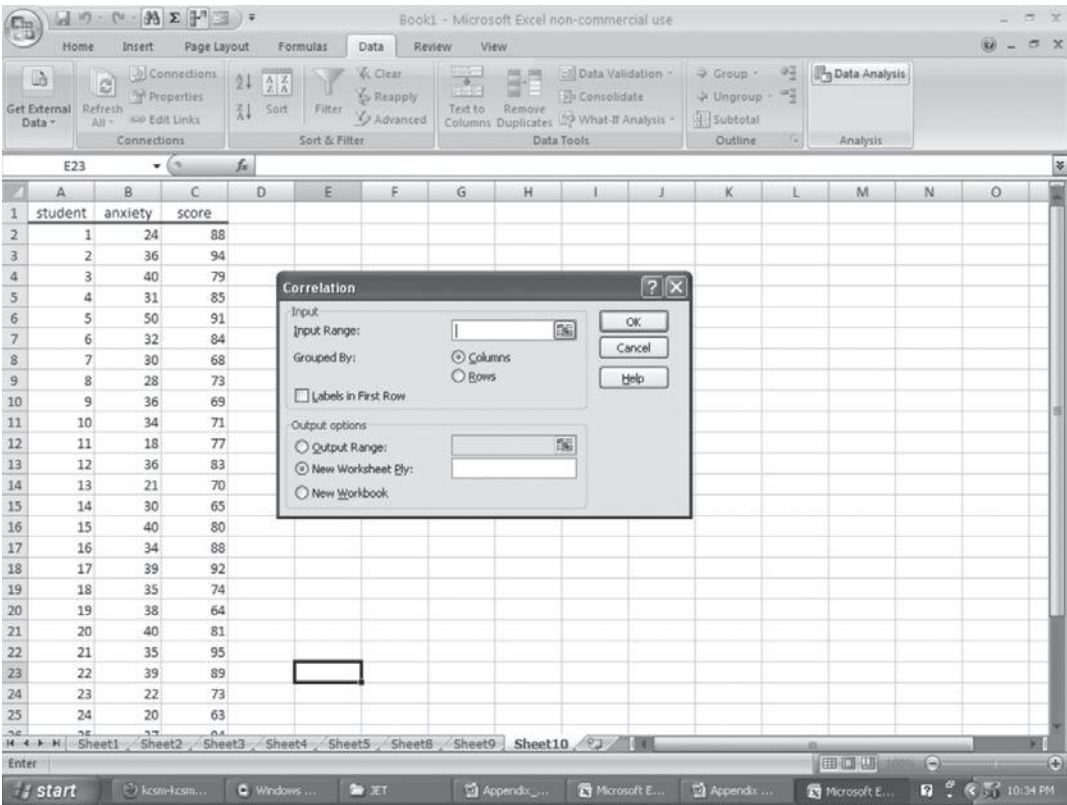 Book1 - Microsoft Excel non-commercial use
Home Insert Page Layout Formulas Data Review View
Get External Data
Refresh All
Connections
Properties
Edit Links
Connections
Sort
Filter
Clear
Reapply
Advanced
Sort & Filter
Text to Columns
Remove Duplicates
Data Validation
Consolidate
What-If Analysis
Data Tools
Group
Ungroup
Subtotal
Outline
Data Analysis
Analysis
E23 fx
A B C D E F G H I J K L M N O
1 student anxiety score
2 1 24 88
3 2 36 94
4 3 40 79
5 4 31 85
6 5 50 91
7 6 32 84
8 7 30 68
9 8 28 73
10 9 36 69
11 10 34 71
12 11 18 77
13 12 36 83
14 13 21 70
15 14 30 65
16 15 40 80
17 16 34 88
18 17 39 92
19 18 35 74
20 19 38 64
21 20 40 81
22 21 35 95
23 22 39 89
24 23 22 73
25 24 20 63
Correlation
Input
Input Range:
Grouped By:
Columns
Rows
Labels in First Row
Output options
Output Range:
New Worksheet Ply:
New Workbook
OK
Cancel
Help
Sheet1 Sheet2 Sheet3 Sheet4 Sheet5 Sheet8 Sheet9 Sheet10
Enter 100%
start kcsm-kcsm... Windows ... JET Appendix_... Microsoft E... Appendix ... Microsoft E... 10:34 PM